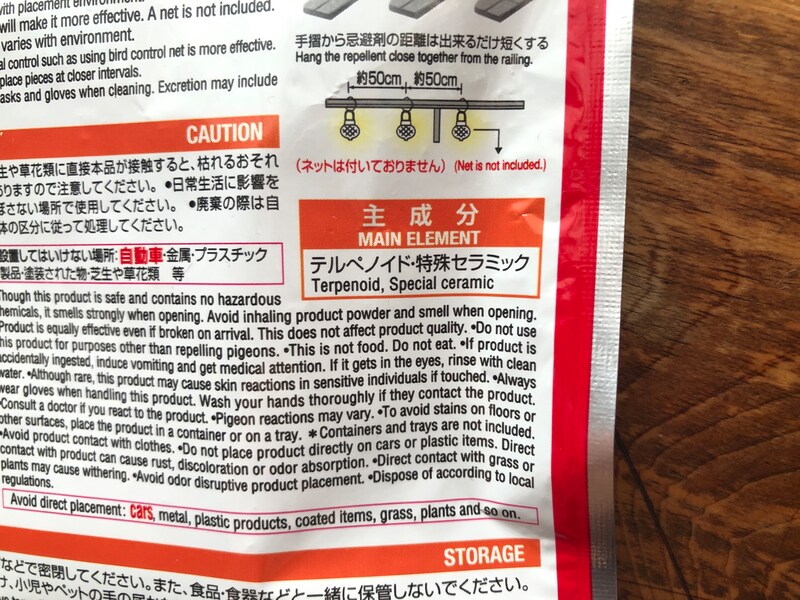 with placement environment.
will make it more effective. A net is not included.
varies with environment.
al control such as using bird control net is more effective.
place pieces at closer intervals.
asks and gloves when cleaning. Excretion may include
手摺から忌避剤の距離は出来るだけ短くする
Hang the repellent close together from the railing.
約50cm 約50cm
(ネットは付いておりません) (Net is not included.)
CAUTION
生や草花類に直接本品が接触すると、枯れるおそれ
ありますので注意してください。 •日常生活に影響を
ぼさない場所で使用してください。 •廃棄の際は自
体の区分に従って処理してください。
設置してはいけない場所:自動車・金属・プラスチック
製品・塗装された物・芝生や草花類 等
主成分
MAIN ELEMENT
テルペノイド・特殊セラミック
Terpenoid, Special ceramic
Though this product is safe and contains no hazardous
chemicals, it smells strongly when opening. Avoid inhaling product powder and smell when opening.
Product is equally effective even if broken on arrival. This does not affect product quality. •Do not use
this product for purposes other than repelling pigeons. •This is not food. Do not eat. •If product is
accidentally ingested, induce vomiting and get medical attention. If it gets in the eyes, rinse with clean
water. •Although rare, this product may cause skin reactions in sensitive individuals if touched. •Always
wear gloves when handling this product. Wash your hands thoroughly if they contact the product.
•Consult a doctor if you react to the product. •Pigeon reactions may vary. •To avoid stains on floors or
other surfaces, place the product in a container or on a tray. ＊Containers and trays are not included.
•Avoid product contact with clothes. •Do not place product directly on cars or plastic items. Direct
contact with product can cause rust, discoloration or odor absorption. •Direct contact with grass or
plants may cause withering. •Avoid odor disruptive product placement. •Dispose of according to local
regulations.
Avoid direct placement: cars, metal, plastic products, coated items, grass, plants and so on.
STORAGE
などで密閉してください。また、食品・食器などと一緒に保管しないでください。
け、小児やペットの手の届か